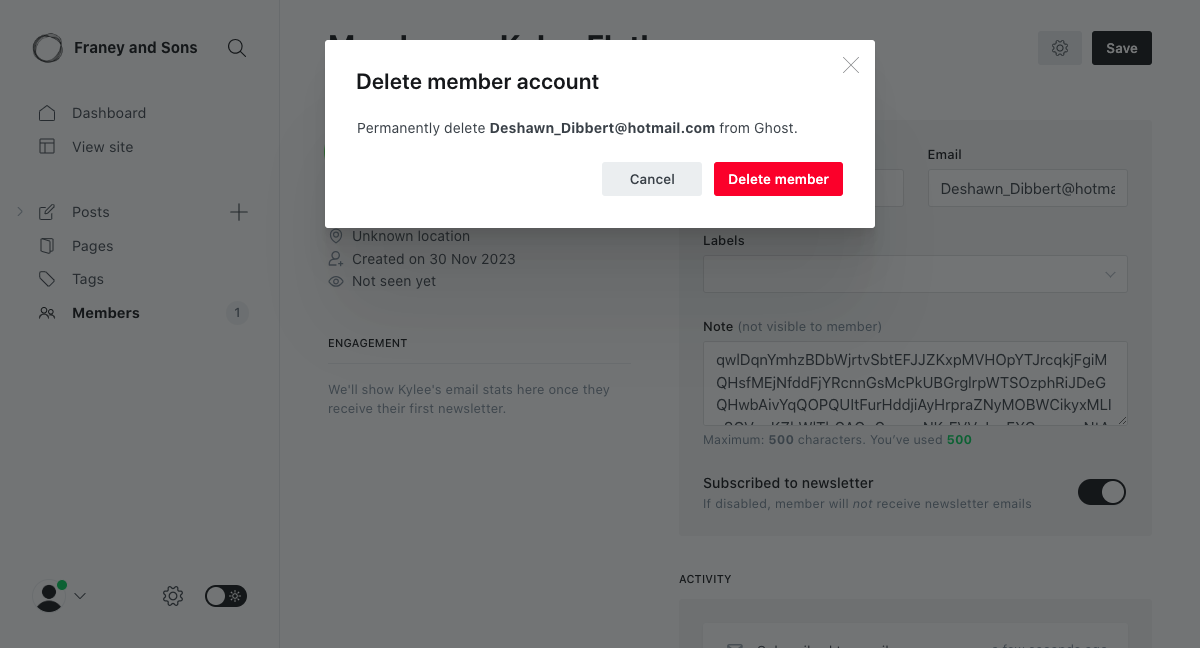 Franey and Sons
Dashboard
View site
Posts
Pages
Tags
Members
1
Save
Delete member account
Permanently delete Deshawn_Dibbert@hotmail.com from Ghost.
Cancel
Delete member
Unknown location
Created on 30 Nov 2023
Not seen yet
ENGAGEMENT
We'll show Kylee's email stats here once they
receive their first newsletter.
Email
Deshawn_Dibbert@hotma
Labels
Note (not visible to member)
Maximum: 500 characters. You've used 500
Subscribed to newsletter
If disabled, member will not receive newsletter emails
ACTIVITY